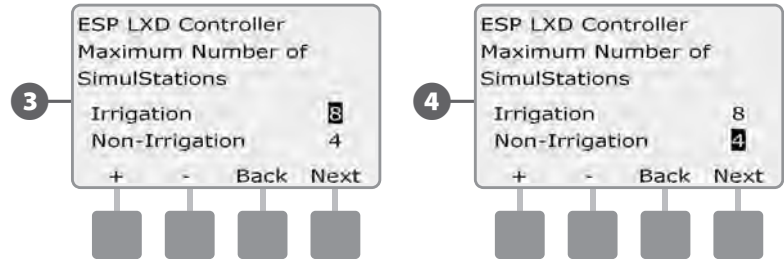 3
ESP LXD Controller
Maximum Number of
SimulStations
Irrigation 8
Non-Irrigation 4
+ - Back Next
4
ESP LXD Controller
Maximum Number of
SimulStations
Irrigation 8
Non-Irrigation 4
+ - Back Next